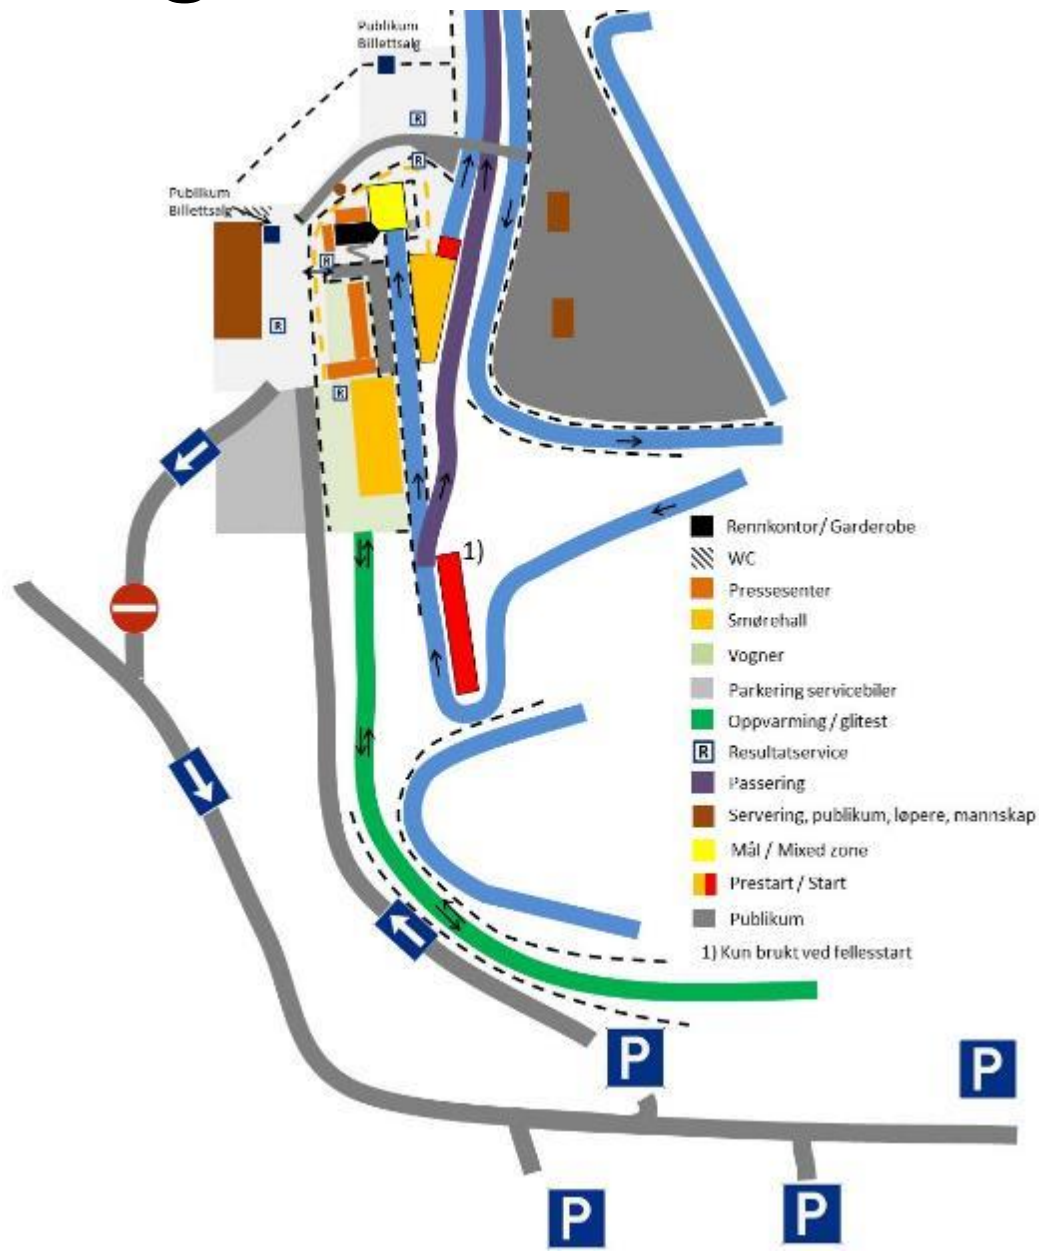 Publikum
Billettsalg
R
R
Publikum
Billettsalg
R
R
R
1)
Rennkontor/ Garderobe
WC
Pressesenter
Smørehall
Vogner
Parkering servicebiler
Oppvarming / glitest
R Resultatservice
Passering
Servering, publikum, løpere, mannskap
Mål / Mixed zone
Prestart / Start
Publikum
1) Kun brukt ved fellesstart
P
P
P
P